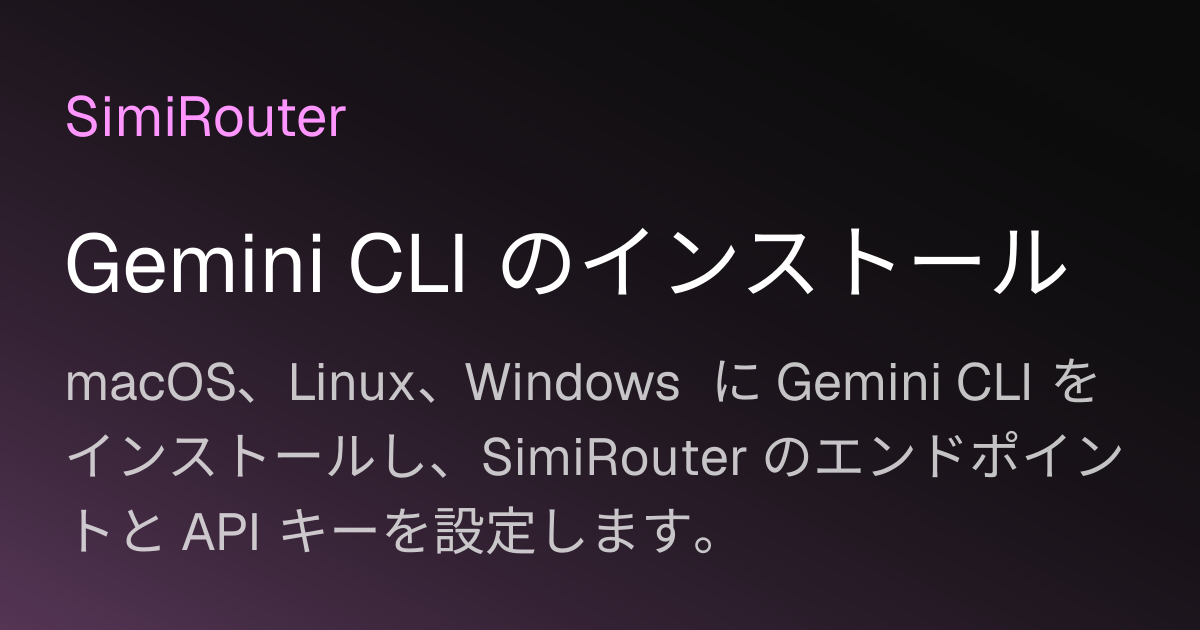 SimiRouter
Gemini CLI のインストール
macOS、Linux、Windows に Gemini CLI を
インストールし、SimiRouter のエンドポイン
トと API キーを設定します。